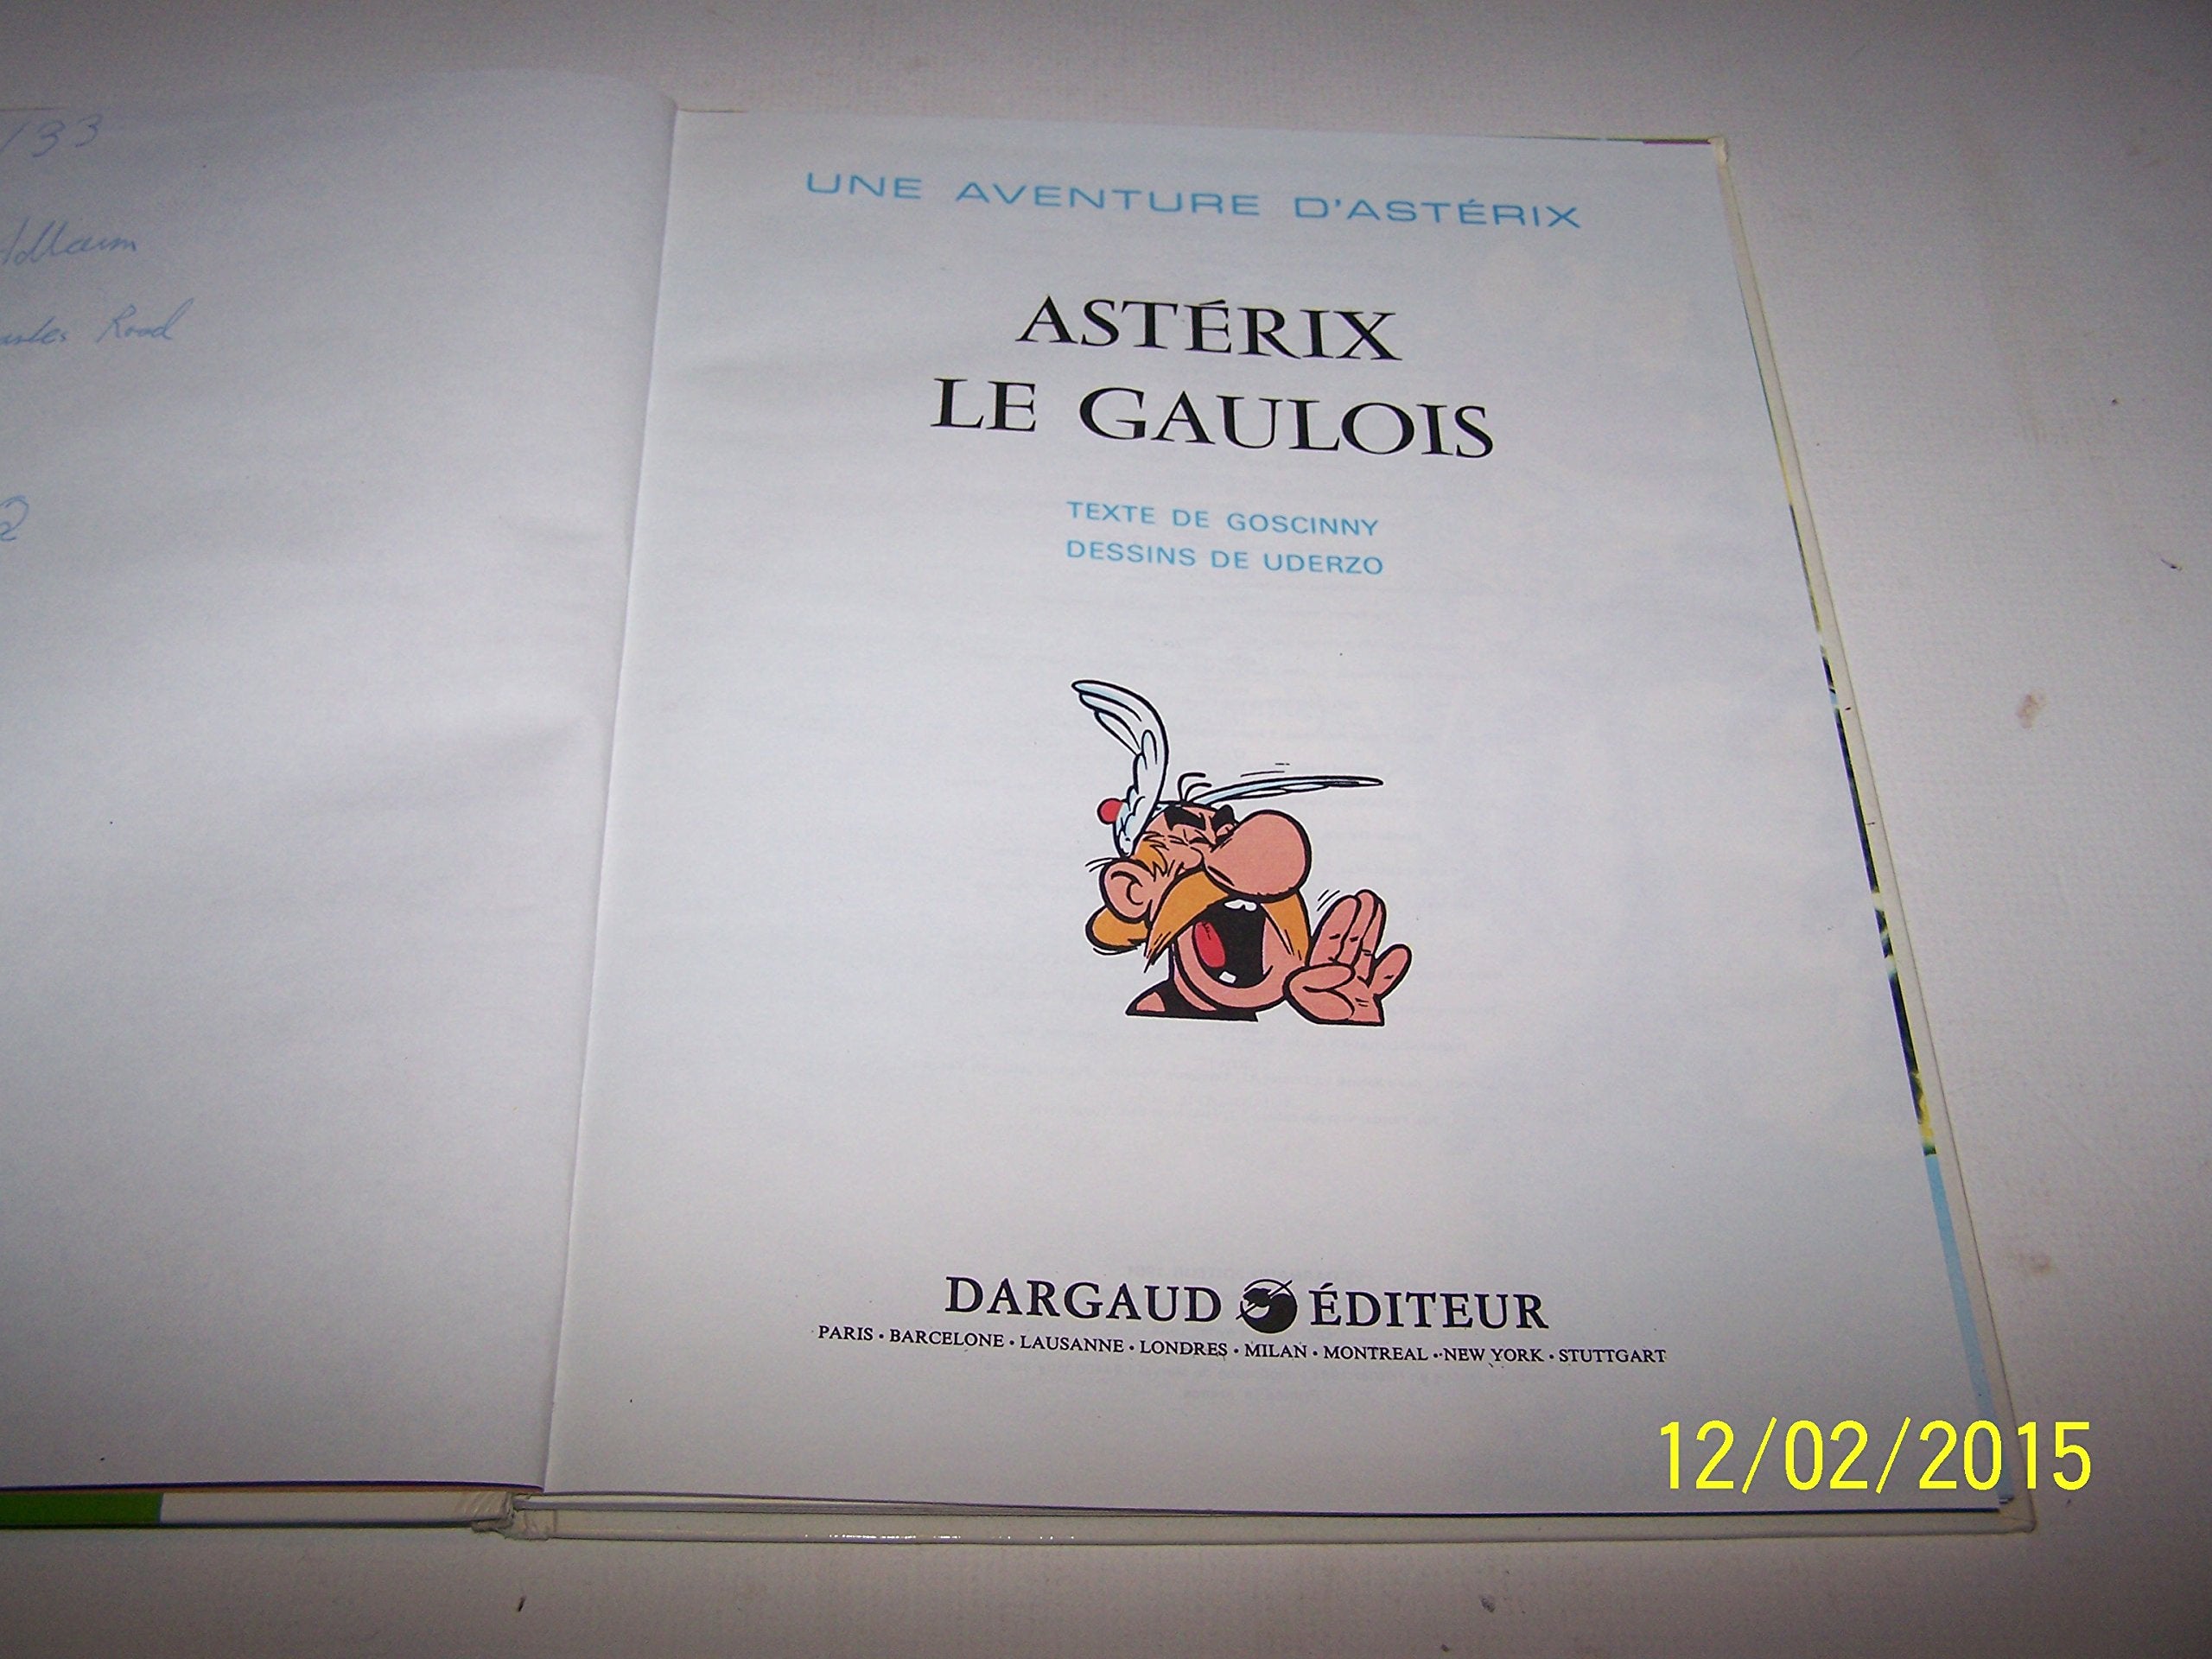 133
Road
UNE AVENTURE D'ASTÉRIX
ASTÉRIX
LE GAULOIS
TEXTE DE GOSCINNY
DESSINS DE UDERZO
DARGAUD ÉDITEUR
PARIS • BARCELONE • LAUSANNE • LONDRES • MILAN • MONTREAL • NEW YORK • STUTTGART
12/02/2015